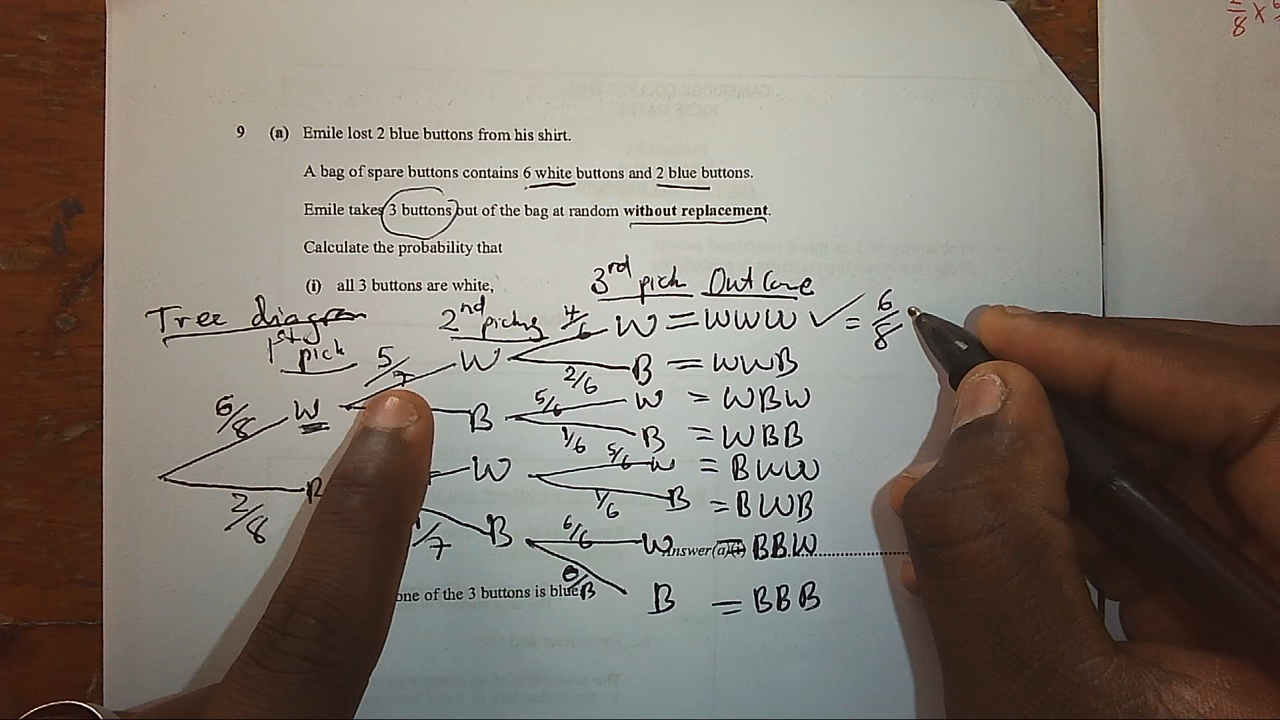 9 (a) Emile lost 2 blue buttons from his shirt.
A bag of spare buttons contains 6 white buttons and 2 blue buttons.
Emile takes 3 buttons out of the bag at random without replacement.
Calculate the probability that
(i) all 3 buttons are white,
Tree diagram
1st pick
2nd picking
3rd pick
Outcome
6/8 W
5/7 W
4/6 W = WWW ✓ = 6/8
2/6 B = WWB
B
5/6 W = WBW
1/6 B = WBB
2/8 B
W
5/6 W = BWW
1/6 B = BWB
1/7 B
6/6 W = BBW
Answer(a)(i)
B = BBB
one of the 3 buttons is blue.